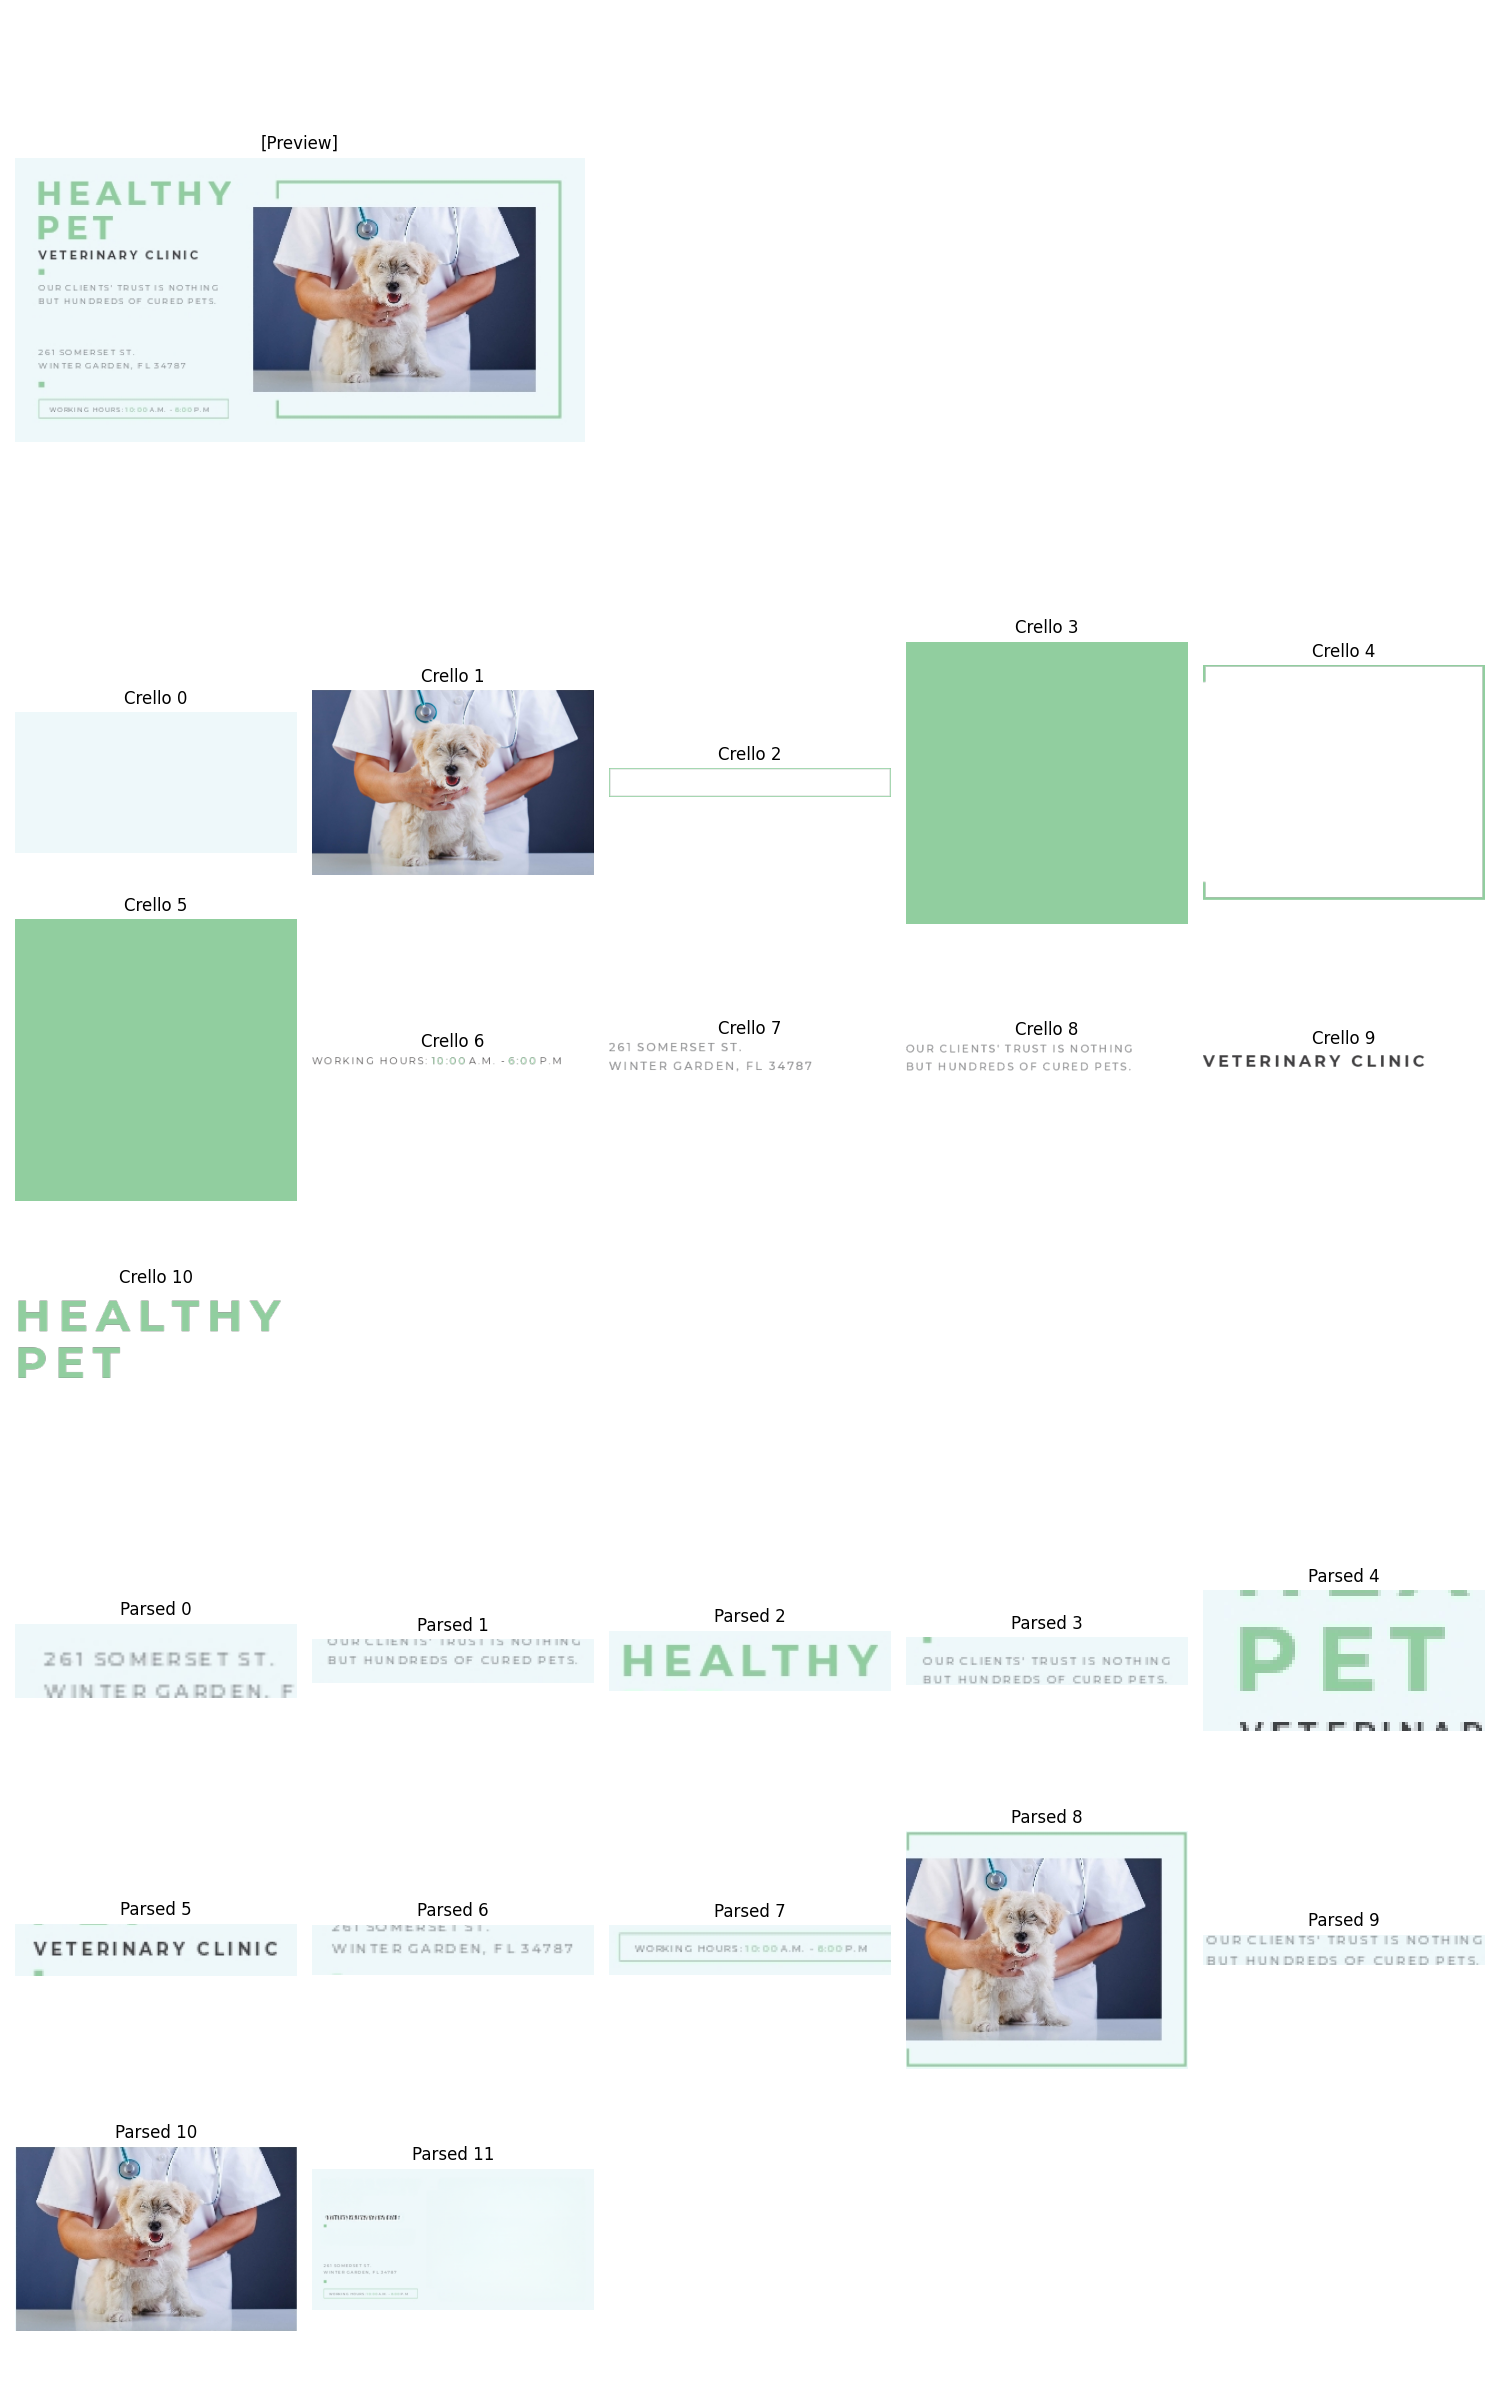 [Preview]
HEALTHY
PET
VETERINARY CLINIC
OUR CLIENTS' TRUST IS NOTHING
BUT HUNDREDS OF CURED PETS.
261 SOMERSET ST.
WINTER GARDEN, FL 34787
WORKING HOURS: 10:00 A.M. - 6:00 P.M
Crello 0
Crello 1
Crello 2
Crello 3
Crello 4
Crello 5
Crello 6
WORKING HOURS: 10:00 A.M. - 6:00 P.M
Crello 7
261 SOMERSET ST.
WINTER GARDEN, FL 34787
Crello 8
OUR CLIENTS' TRUST IS NOTHING
BUT HUNDREDS OF CURED PETS.
Crello 9
VETERINARY CLINIC
Crello 10
HEALTHY
PET
Parsed 0
261 SOMERSET ST.
WINTER GARDEN, F
Parsed 1
OUR CLIENTS' TRUST IS NOTHING
BUT HUNDREDS OF CURED PETS.
Parsed 2
HEALTHY
Parsed 3
OUR CLIENTS' TRUST IS NOTHING
BUT HUNDREDS OF CURED PETS.
Parsed 4
PET
VETERINAR
Parsed 5
VETERINARY CLINIC
Parsed 6
261 SOMERSET ST.
WINTER GARDEN, FL 34787
Parsed 7
WORKING HOURS: 10:00 A.M. - 6:00 P.M
Parsed 8
Parsed 9
OUR CLIENTS' TRUST IS NOTHING
BUT HUNDREDS OF CURED PETS.
Parsed 10
Parsed 11
261 SOMERSET ST
WINTER GARDEN, FL 34787